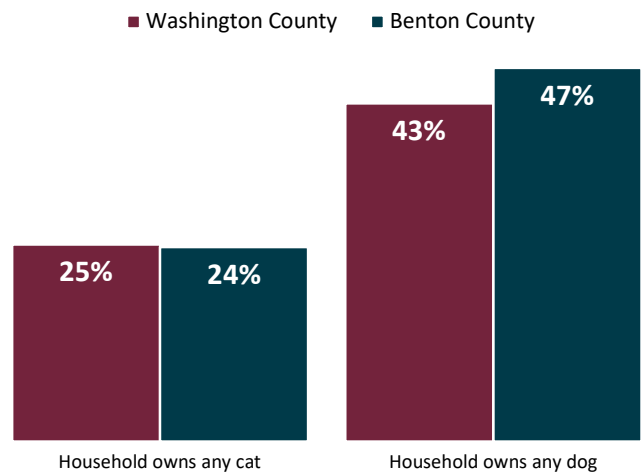 Washington County Benton County
47%
43%
25% 24%
Household owns any cat Household owns any dog